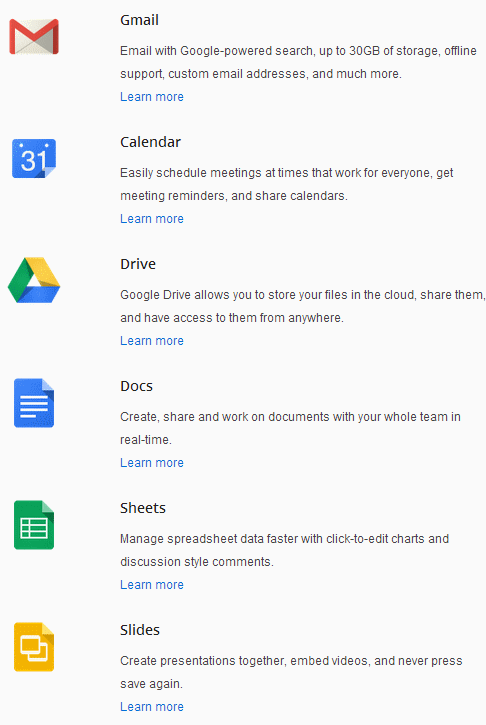 Gmail
Email with Google-powered search, up to 30GB of storage, offline
support, custom email addresses, and much more.
Learn more
31
Calendar
Easily schedule meetings at times that work for everyone, get
meeting reminders, and share calendars.
Learn more
Drive
Google Drive allows you to store your files in the cloud, share them,
and have access to them from anywhere.
Learn more
Docs
Create, share and work on documents with your whole team in
real-time.
Learn more
Sheets
Manage spreadsheet data faster with click-to-edit charts and
discussion style comments.
Learn more
Slides
Create presentations together, embed videos, and never press
save again.
Learn more